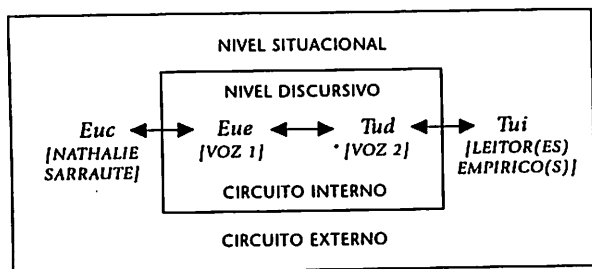 NIVEL SITUACIONAL
NIVEL DISCURSIVO
Euc Eue Tud Tui
[NATHALIE SARRAUTE] [VOZ 1] [VOZ 2] [LEITOR(ES) EMPIRICO(S)]
CIRCUITO INTERNO
CIRCUITO EXTERNO